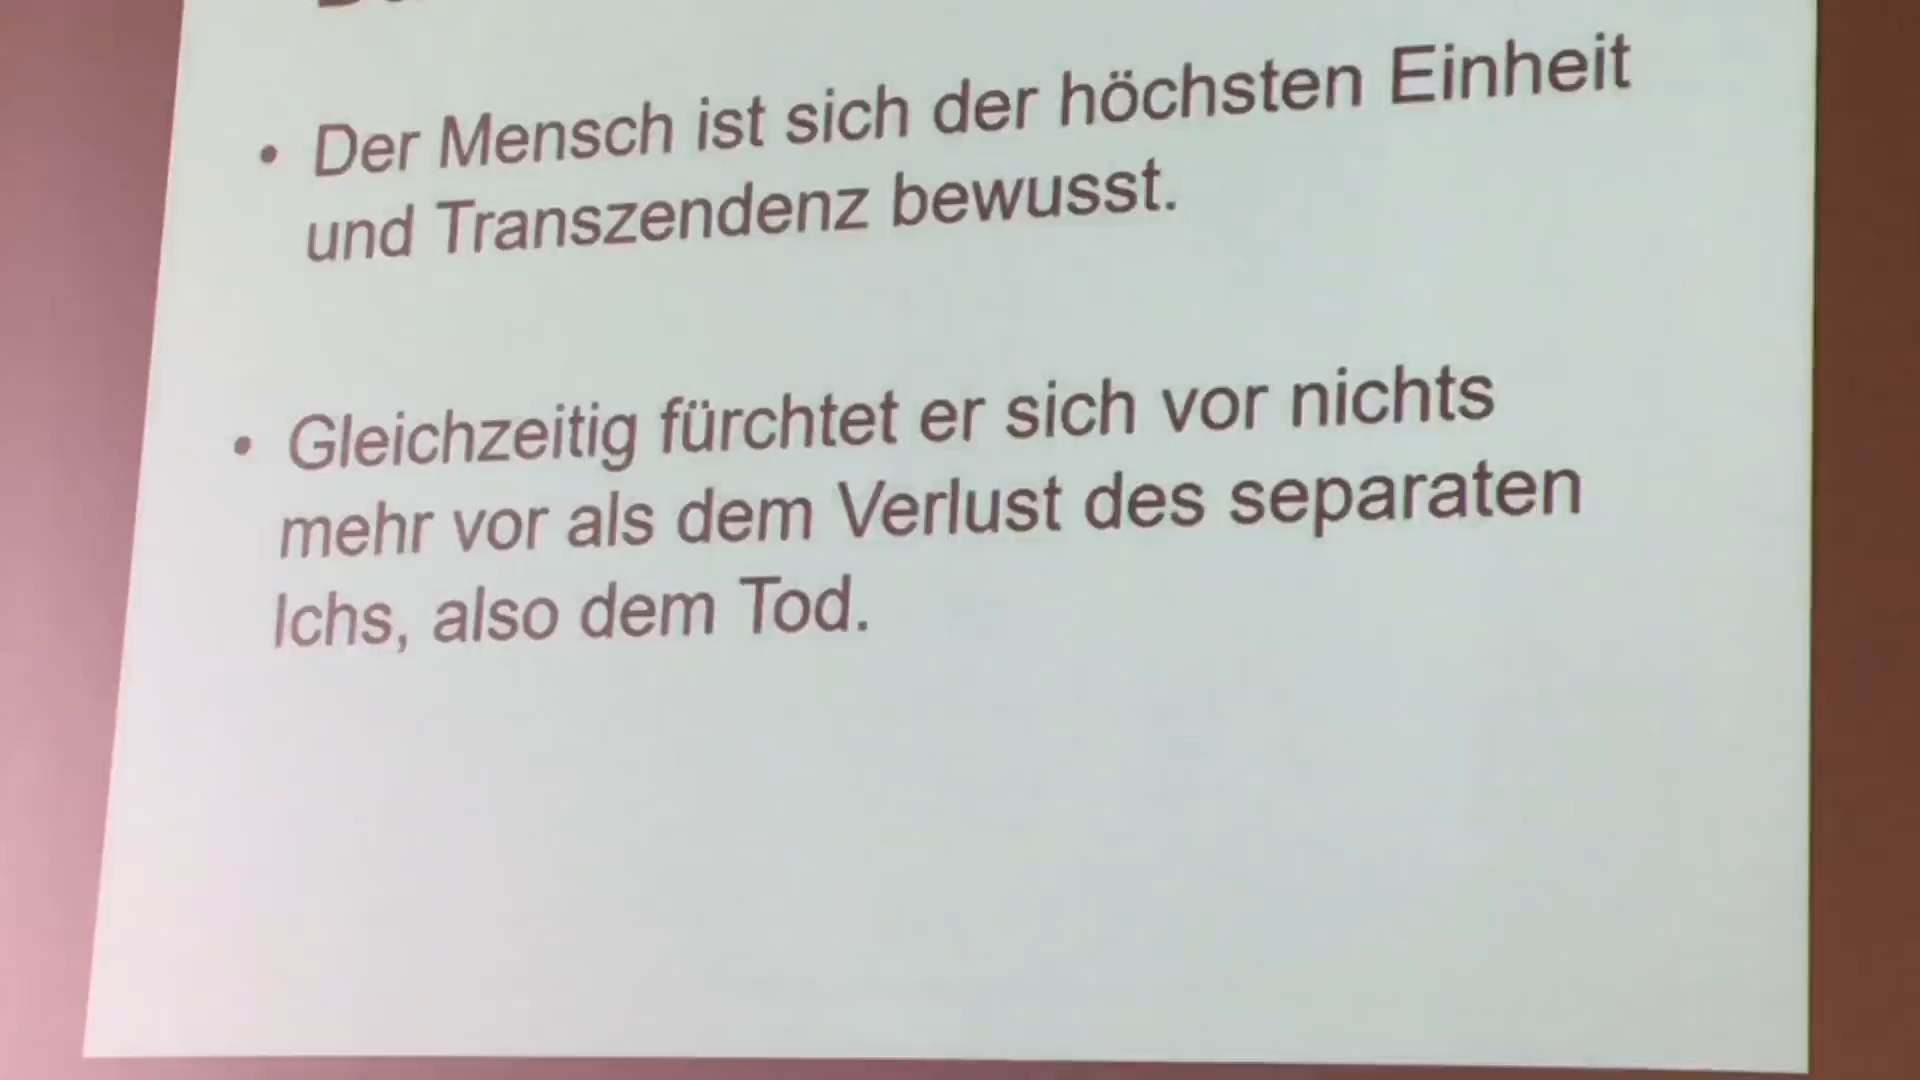 • Der Mensch ist sich der höchsten Einheit
und Transzendenz bewusst.
• Gleichzeitig fürchtet er sich vor nichts
mehr vor als dem Verlust des separaten
Ichs, also dem Tod.